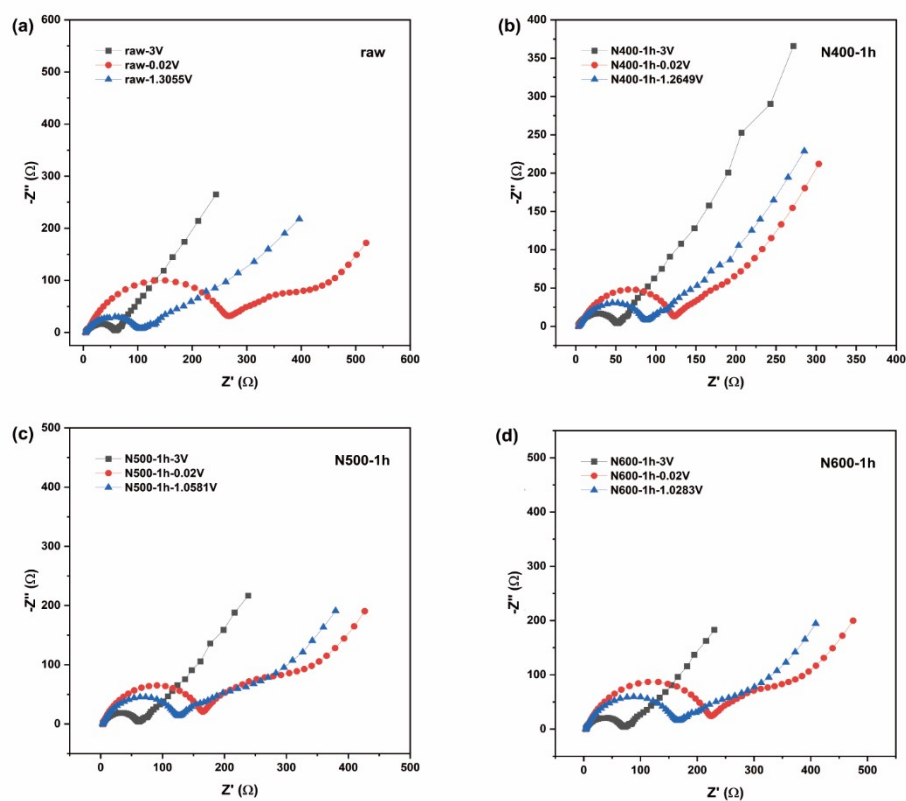 (a)
raw
raw-3V
raw-0.02V
raw-1.3055V
600
500
400
300
200
100
0
-Z'' (Ω)
0 100 200 300 400 500 600
Z' (Ω)
(b)
N400-1h
N400-1h-3V
N400-1h-0.02V
N400-1h-1.2649V
400
350
300
250
200
150
100
50
0
-Z'' (Ω)
0 50 100 150 200 250 300 350 400
Z' (Ω)
(c)
N500-1h
N500-1h-3V
N500-1h-0.02V
N500-1h-1.0581V
500
400
300
200
100
0
-Z'' (Ω)
0 100 200 300 400 500
Z' (Ω)
(d)
N600-1h
N600-1h-3V
N600-1h-0.02V
N600-1h-1.0283V
500
400
300
200
100
0
-Z'' (Ω)
0 100 200 300 400 500
Z' (Ω)